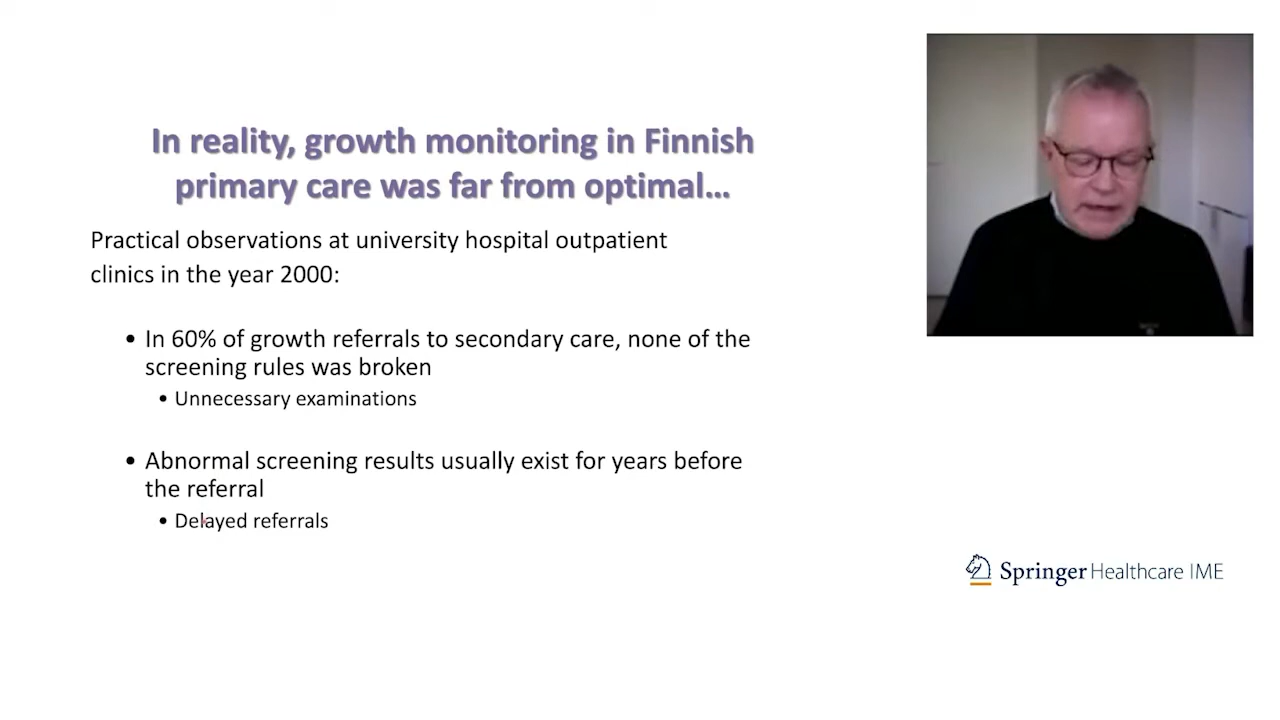 In reality, growth monitoring in Finnish
primary care was far from optimal…
Practical observations at university hospital outpatient
clinics in the year 2000:
• In 60% of growth referrals to secondary care, none of the
screening rules was broken
• Unnecessary examinations
• Abnormal screening results usually exist for years before
the referral
• Delayed referrals
Springer Healthcare IME